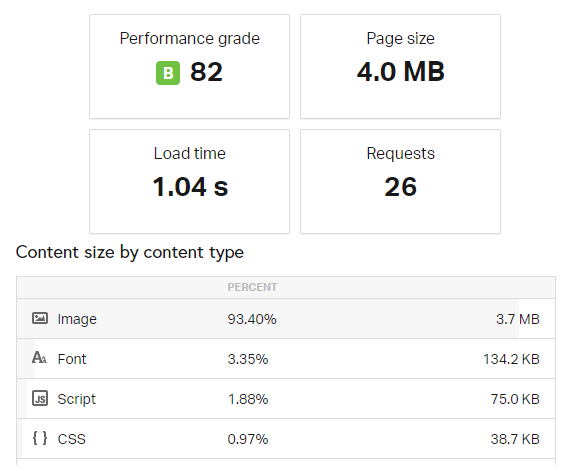 Performance grade
B 82
Page size
4.0 MB
Load time
1.04 s
Requests
26
Content size by content type
PERCENT
Image 93.40% 3.7 MB
Font 3.35% 134.2 KB
JS Script 1.88% 75.0 KB
{ } CSS 0.97% 38.7 KB